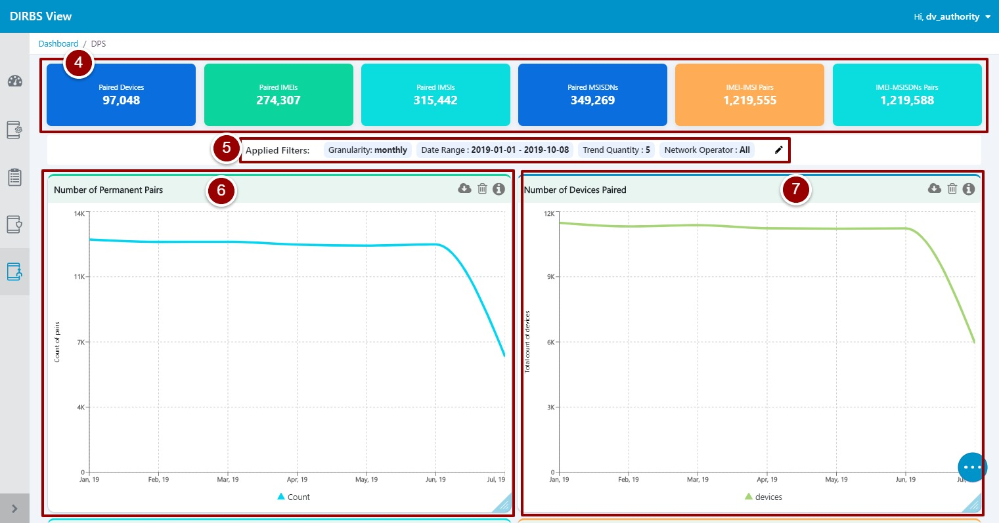 DIRBS View
Hi, dv_authority
Dashboard / DPS
4
Paired Devices
97,048
Paired IMEIs
274,307
Paired IMSIs
315,442
Paired MSISDNs
349,269
IMEI-IMSI Pairs
1,219,555
IMEI-MSISDNs Pairs
1,219,588
5
Applied Filters: Granularity: monthly Date Range : 2019-01-01 - 2019-10-08 Trend Quantity : 5 Network Operator : All
Number of Permanent Pairs
6
14K
11K
7K
4K
0
Count of pairs
Jan, 19 Feb, 19 Mar, 19 Apr, 19 May, 19 Jun, 19 Jul, 19
Count
Number of Devices Paired
7
12K
9K
6K
3K
0
Total count of devices
Jan, 19 Feb, 19 Mar, 19 Apr, 19 May, 19 Jun, 19
devices